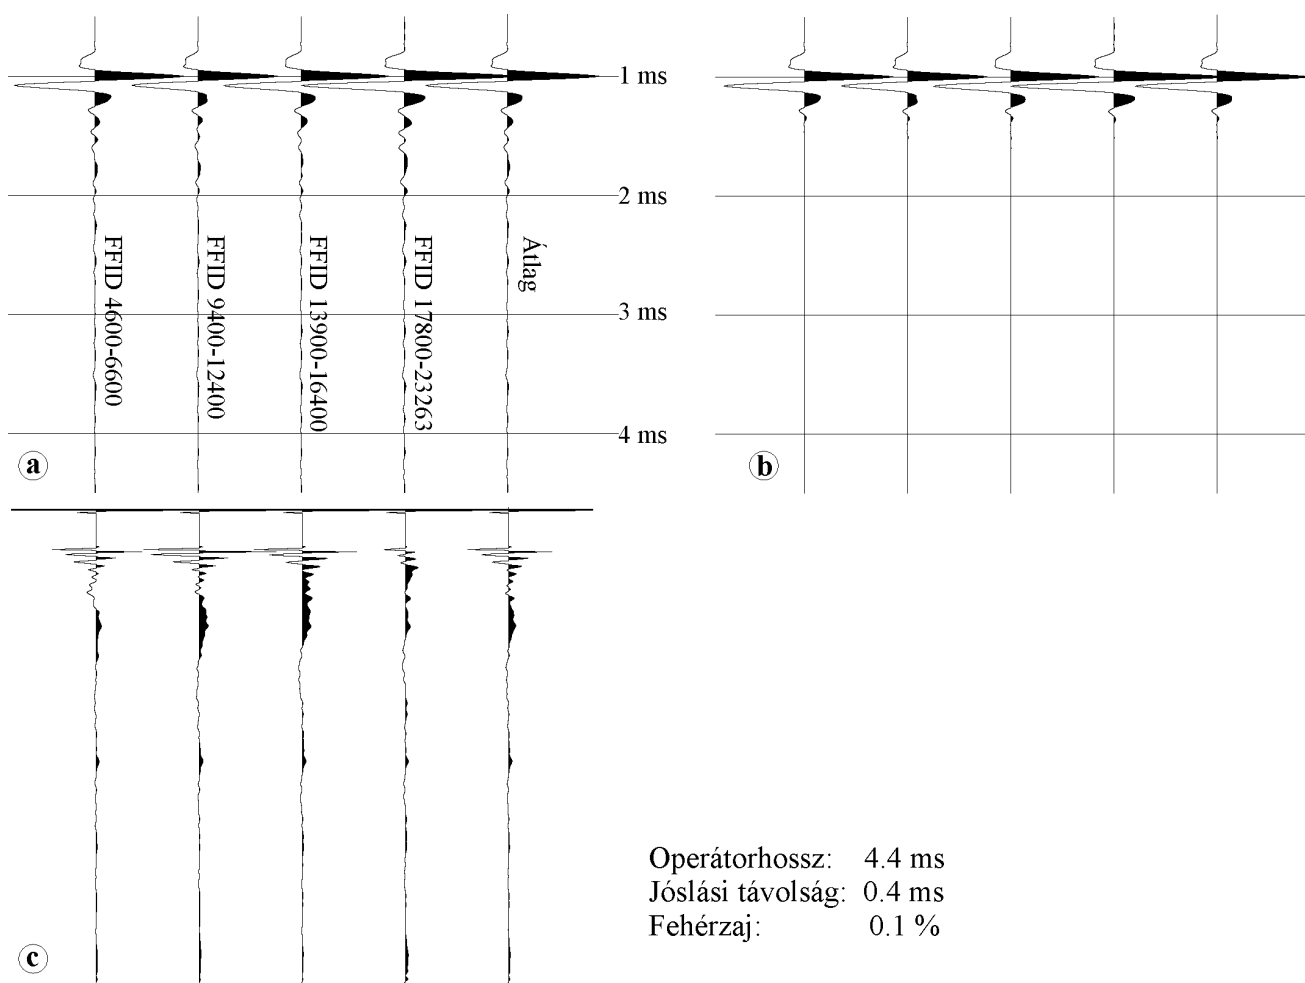 1 ms
2 ms
3 ms
4 ms
FFID 4600-6600
FFID 9400-12400
FFID 13900-16400
FFID 17800-23263
Átlag
a
b
c
Operátorhossz: 4.4 ms
Jóslási távolság: 0.4 ms
Fehérzaj: 0.1 %